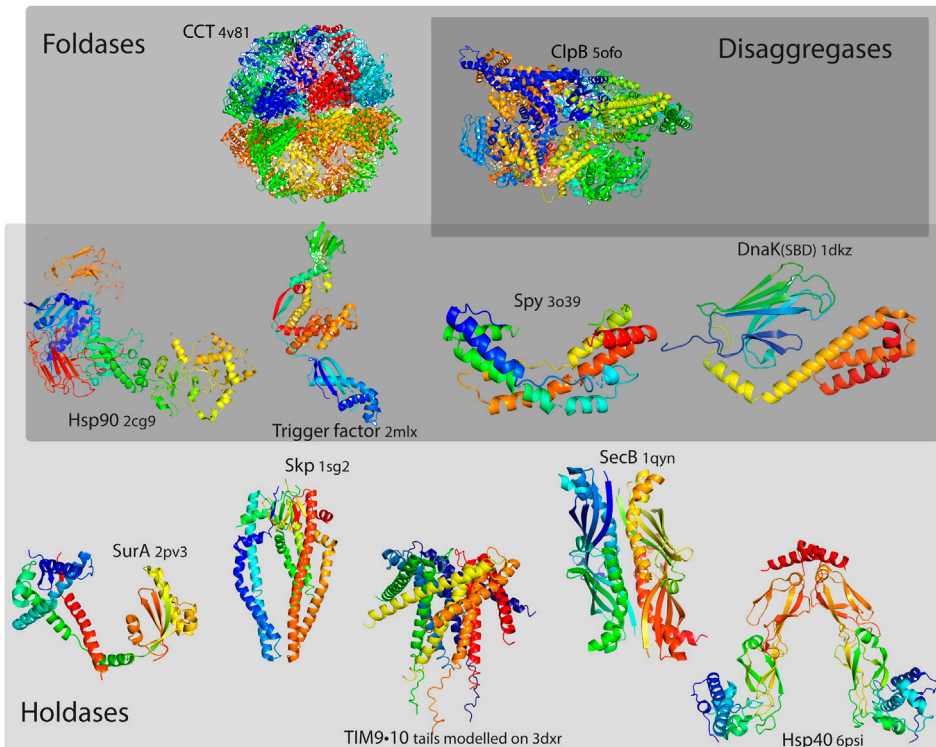 Foldases
CCT 4v81
ClpB 5ofo
Disaggregases
DnaK(SBD) 1dkz
Spy 3o39
Hsp90 2cg9
Trigger factor 2mlx
Skp 1sg2
SecB 1qyn
SurA 2pv3
Holdases
TIM9•10 tails modelled on 3dxr
Hsp40 6psi